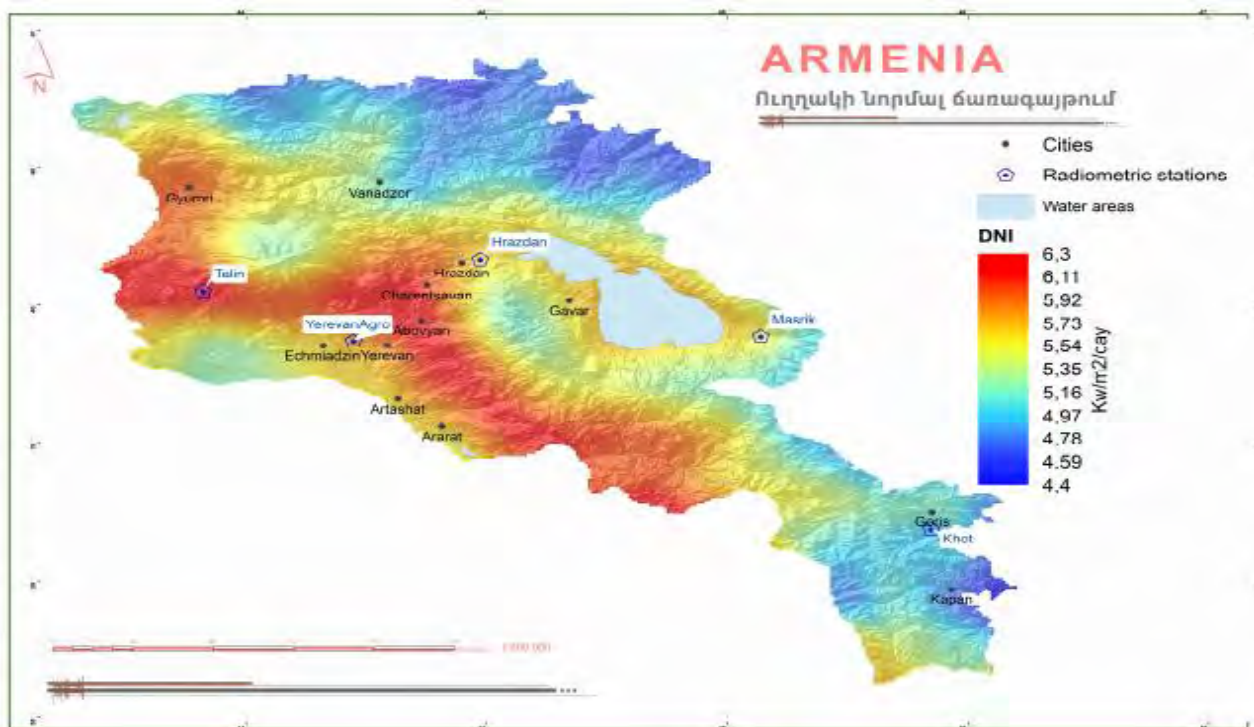 ARMENIA
Ուղղակի նորմալ ճառագայթում
Cities
Radiometric stations
Water areas
DNI
6,3
6,11
5,92
5,73
5,54
5,35
5,16
4,97
4,78
4,59
4,4
Kw/m2/cay
N
Gyumri
Vanadzor
Hrazdan
Hrazdan
Talin
Charentsavan
Gavar
Masrik
YerevanAgro
Abovyan
Echmiadzin
Yerevan
Artashat
Ararat
Goris
Khot
Kapan